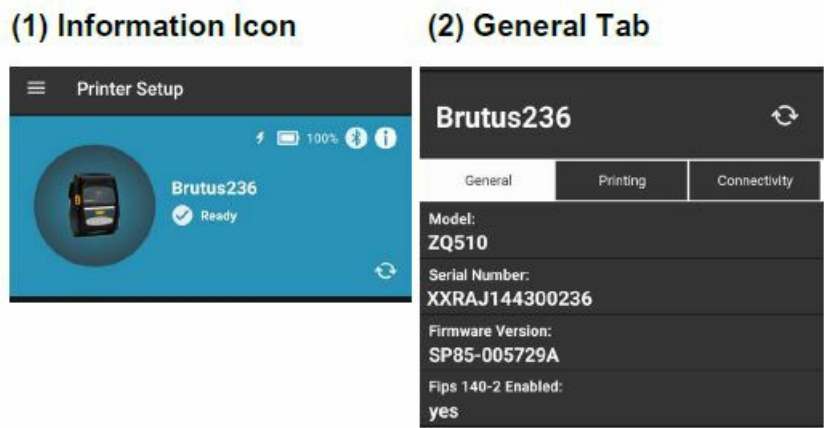 (1) Information Icon
Printer Setup
100%
Brutus236
Ready
(2) General Tab
Brutus236
General Printing Connectivity
Model:
ZQ510
Serial Number:
XXRAJ144300236
Firmware Version:
SP85-005729A
Fips 140-2 Enabled:
yes